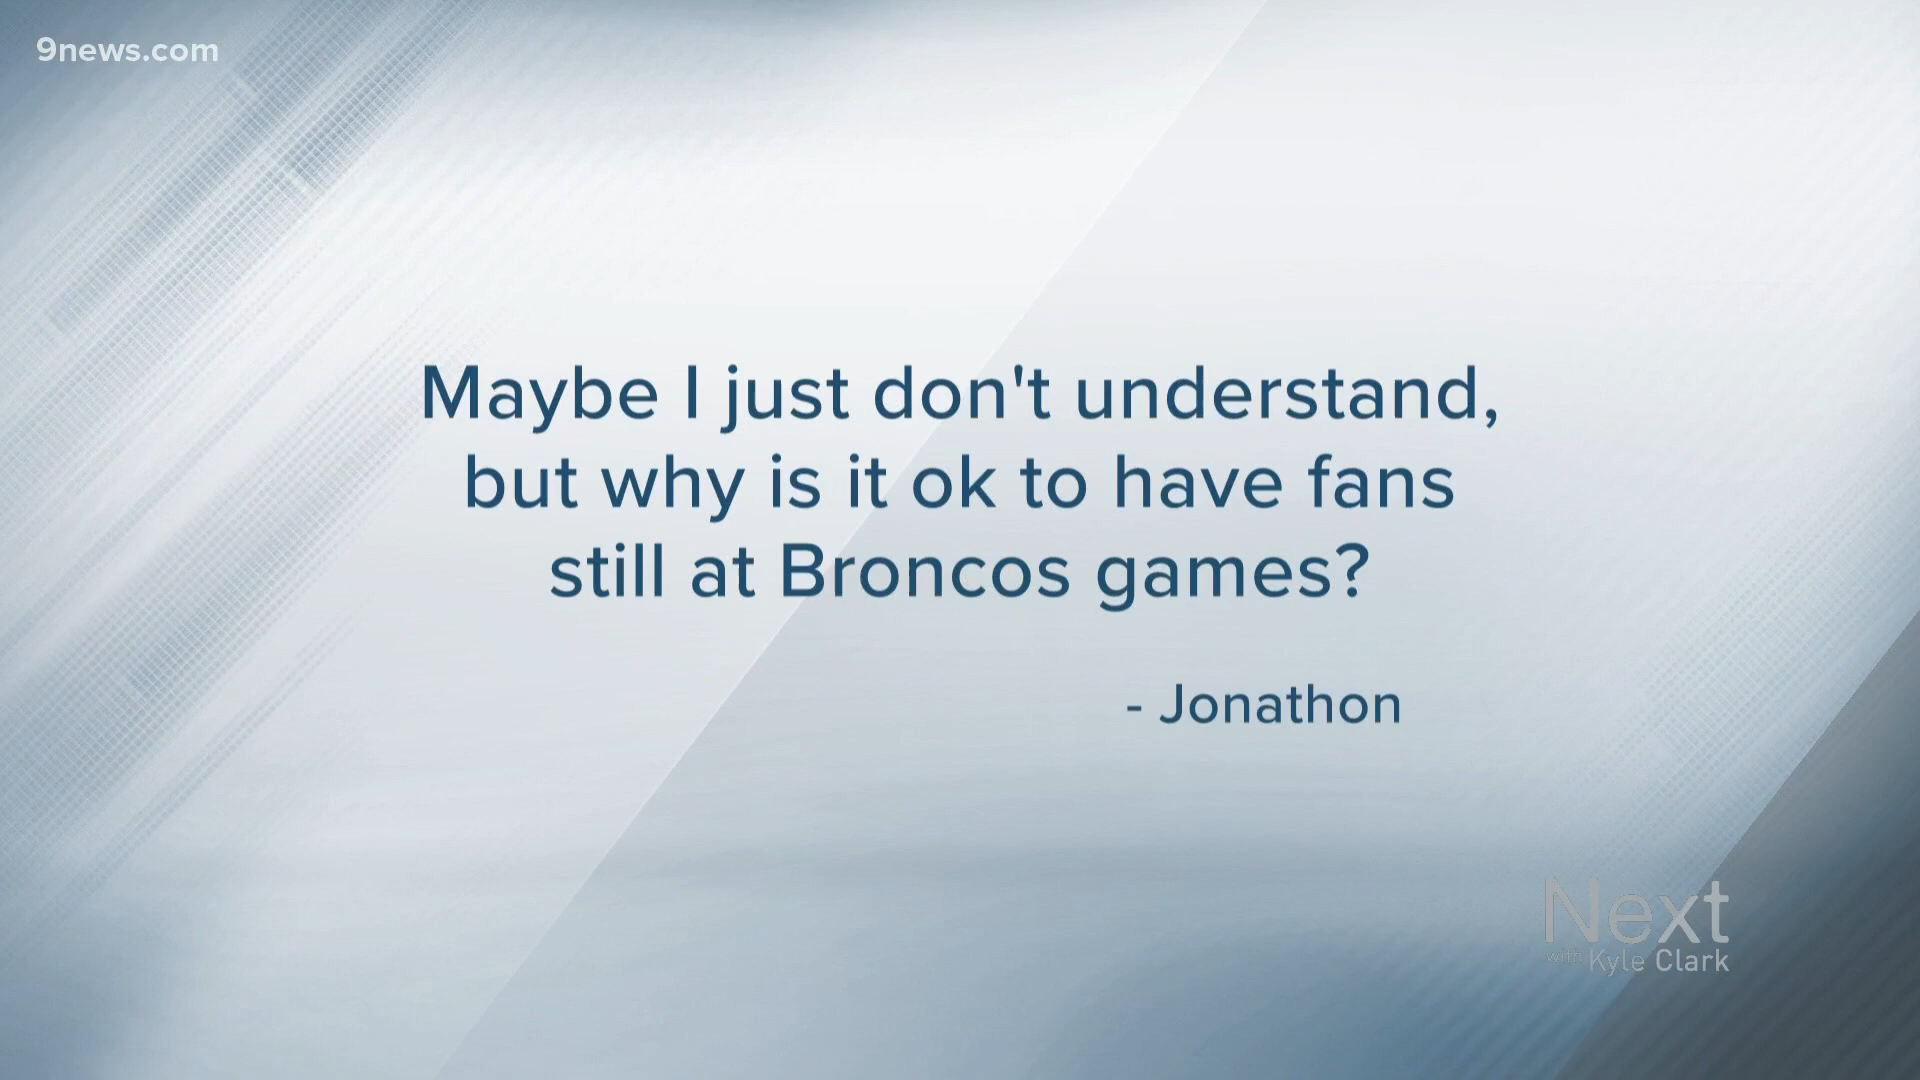 9news.com
Maybe I just don't understand,
but why is it ok to have fans
still at Broncos games?
- Jonathon
Next
with Kyle Clark